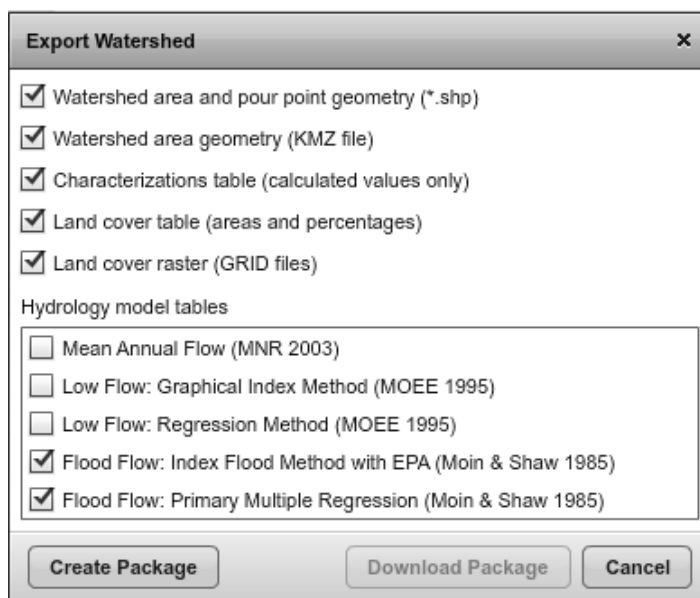 Export Watershed
Watershed area and pour point geometry (*.shp)
Watershed area geometry (KMZ file)
Characterizations table (calculated values only)
Land cover table (areas and percentages)
Land cover raster (GRID files)
Hydrology model tables
Mean Annual Flow (MNR 2003)
Low Flow: Graphical Index Method (MOEE 1995)
Low Flow: Regression Method (MOEE 1995)
Flood Flow: Index Flood Method with EPA (Moin & Shaw 1985)
Flood Flow: Primary Multiple Regression (Moin & Shaw 1985)
Create Package Download Package Cancel